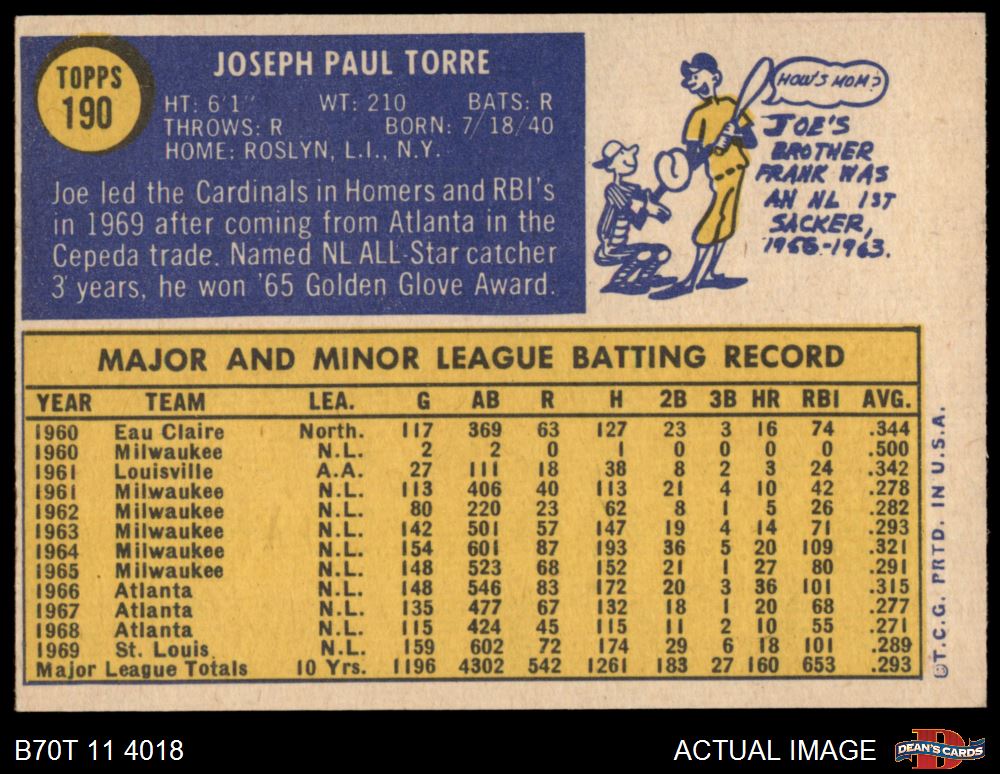 TOPPS
190
JOSEPH PAUL TORRE
HT: 6'1" WT: 210 BATS: R
THROWS: R BORN: 7/18/40
HOME: ROSLYN, L.I., N.Y.
Joe led the Cardinals in Homers and RBI's
in 1969 after coming from Atlanta in the
Cepeda trade. Named NL ALL-Star catcher
3 years, he won '65 Golden Glove Award.
HOW'S MOM?
JOE'S
BROTHER
FRANK WAS
AN NL 1ST
SACKER,
1956-1963.
MAJOR AND MINOR LEAGUE BATTING RECORD
YEAR TEAM LEA. G AB R H 2B 3B HR RBI AVG.
1960 Eau Claire North. 117 369 63 127 23 3 16 74 .344
1960 Milwaukee N.L. 2 2 0 1 0 0 0 0 .500
1961 Louisville A.A. 27 111 18 38 8 2 3 24 .342
1961 Milwaukee N.L. 113 406 40 113 21 4 10 42 .278
1962 Milwaukee N.L. 80 220 23 62 8 1 5 26 .282
1963 Milwaukee N.L. 142 501 57 147 19 4 14 71 .293
1964 Milwaukee N.L. 154 601 87 193 36 5 20 109 .321
1965 Milwaukee N.L. 148 523 68 152 21 1 27 80 .291
1966 Atlanta N.L. 148 546 83 172 20 3 36 101 .315
1967 Atlanta N.L. 135 477 67 132 18 1 20 68 .277
1968 Atlanta N.L. 115 424 45 115 11 2 10 55 .271
1969 St. Louis N.L. 159 602 72 174 29 6 18 101 .289
Major League Totals 10 Yrs. 1196 4302 542 1261 183 27 160 653 .293
©T.C.G. PRTD. IN U.S.A.
B70T 11 4018
ACTUAL IMAGE
D
DEAN'S CARDS